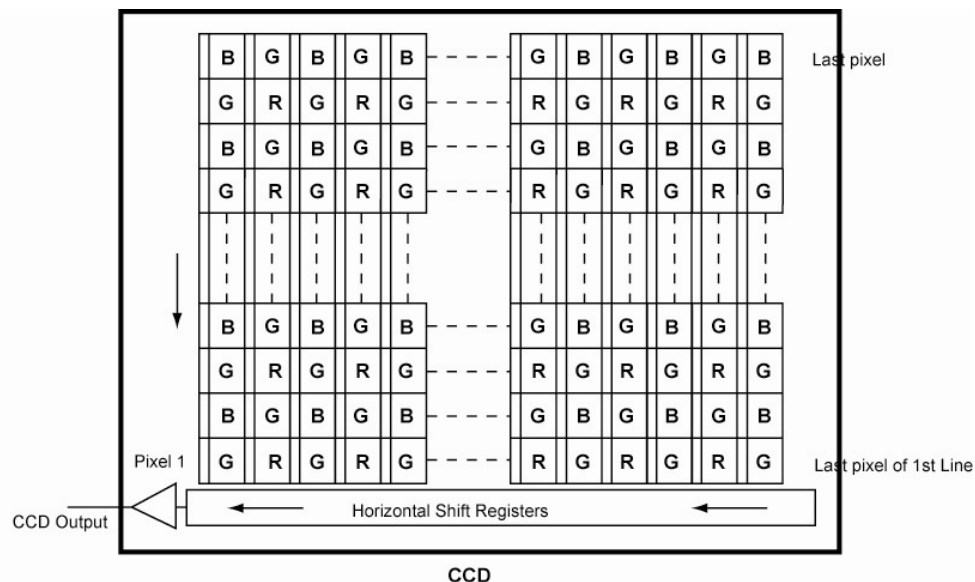 B G B G B G B G B G B Last pixel
G R G R G R G R G R G
B G B G B G B G B G B
G R G R G R G R G R G
B G B G B G B G B G B
G R G R G R G R G R G
B G B G B G B G B G B
Pixel 1 G R G R G R G R G R G Last pixel of 1st Line
Horizontal Shift Registers
CCD Output
CCD